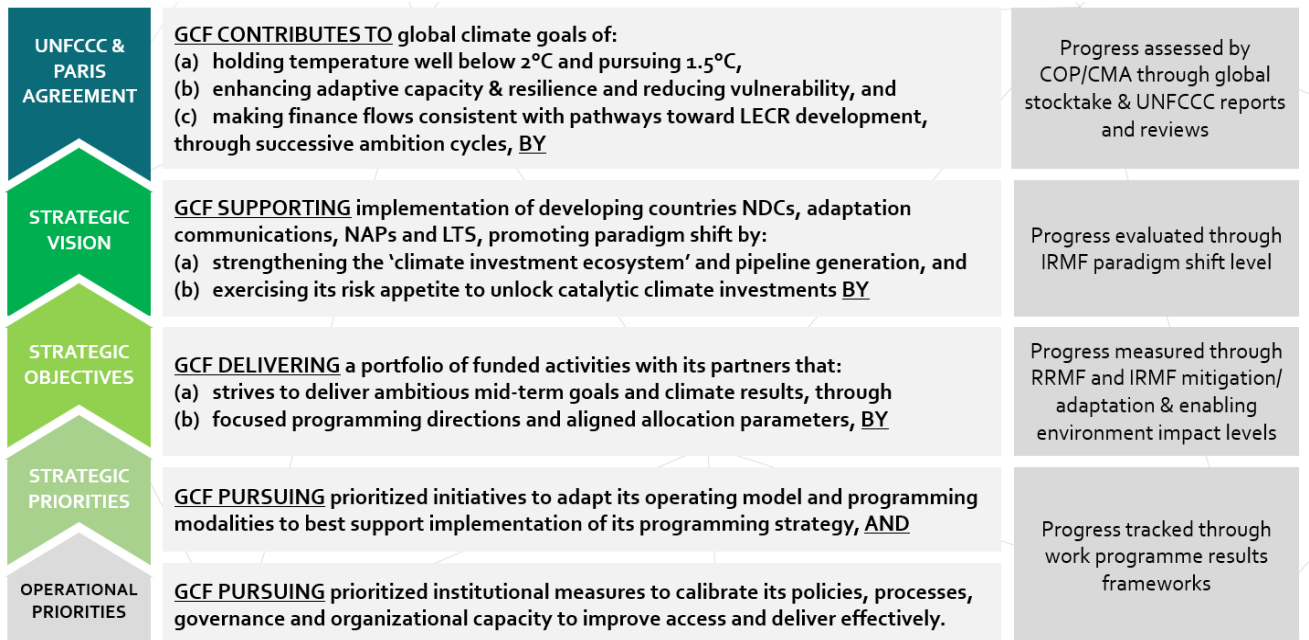 UNFCCC &
PARIS
AGREEMENT
GCF CONTRIBUTES TO global climate goals of:
(a) holding temperature well below 2°C and pursuing 1.5°C,
(b) enhancing adaptive capacity & resilience and reducing vulnerability, and
(c) making finance flows consistent with pathways toward LECR development,
through successive ambition cycles, BY
Progress assessed by
COP/CMA through global
stocktake & UNFCCC reports
and reviews
STRATEGIC
VISION
GCF SUPPORTING implementation of developing countries NDCs, adaptation
communications, NAPs and LTS, promoting paradigm shift by:
(a) strengthening the ‘climate investment ecosystem’ and pipeline generation, and
(b) exercising its risk appetite to unlock catalytic climate investments BY
Progress evaluated through
IRMF paradigm shift level
STRATEGIC
OBJECTIVES
GCF DELIVERING a portfolio of funded activities with its partners that:
(a) strives to deliver ambitious mid-term goals and climate results, through
(b) focused programming directions and aligned allocation parameters, BY
Progress measured through
RRMF and IRMF mitigation/
adaptation & enabling
environment impact levels
STRATEGIC
PRIORITIES
GCF PURSUING prioritized initiatives to adapt its operating model and programming
modalities to best support implementation of its programming strategy, AND
Progress tracked through
work programme results
frameworks
OPERATIONAL
PRIORITIES
GCF PURSUING prioritized institutional measures to calibrate its policies, processes,
governance and organizational capacity to improve access and deliver effectively.